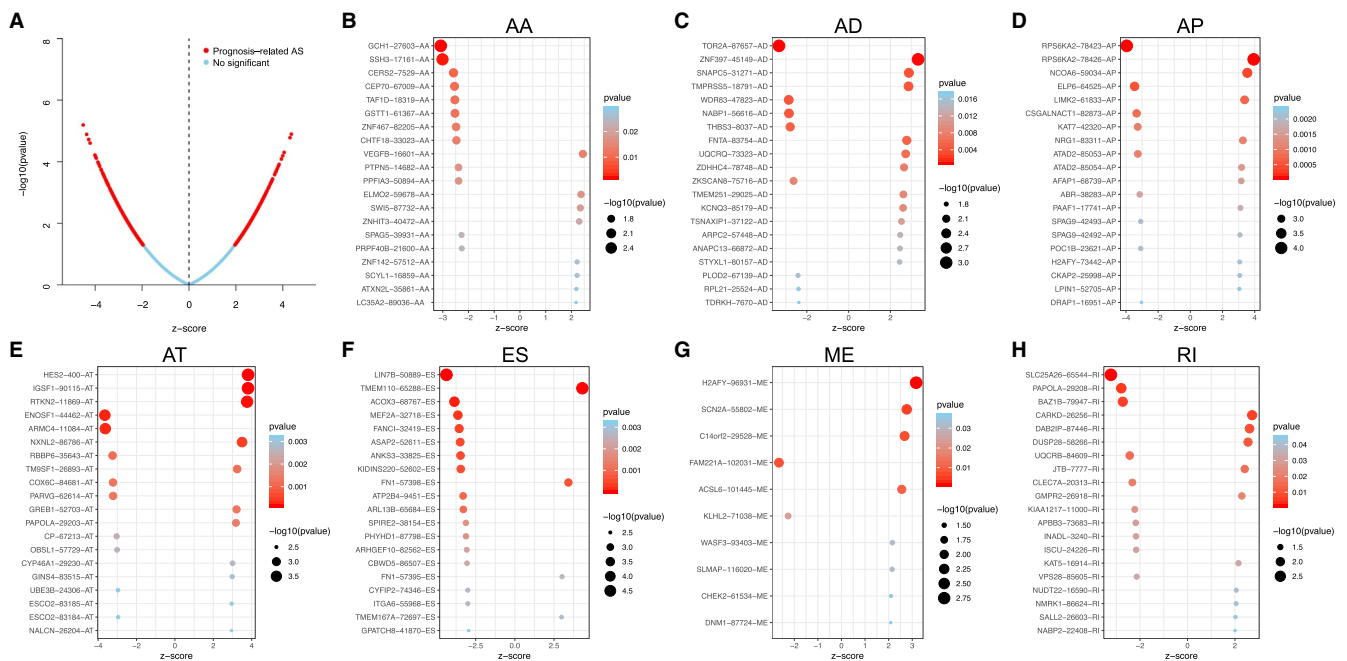 A
Prognosis-related AS
No significant
-log10(pvalue)
0
2
4
6
8
-4
-2
0
2
4
z-score
B
AA
GCH1-27603-AA
SSH3-17161-AA
CERS2-7529-AA
CEP70-67009-AA
TAF1D-18319-AA
GSTT1-61367-AA
ZNF467-82205-AA
CHTF18-33023-AA
VEGFB-16601-AA
PTPN5-14682-AA
PPFIA3-50894-AA
ELMO2-59678-AA
SWI5-87732-AA
ZNHIT3-40472-AA
SPAG5-39931-AA
PRPF40B-21600-AA
ZNF142-57512-AA
SCYL1-16859-AA
ATXN2L-35861-AA
LC35A2-89036-AA
-3
-2
-1
0
1
2
z-score
pvalue
0.02
0.01
-log10(pvalue)
1.8
2.1
2.4
C
AD
TOR2A-87657-AD
ZNF397-45149-AD
SNAPC5-31271-AD
TMPRSS5-18791-AD
WDR83-47823-AD
NABP1-56616-AD
THBS3-8037-AD
FNTA-83754-AD
UQCRQ-73323-AD
ZDHHC4-78748-AD
ZKSCAN8-75716-AD
TMEM251-29025-AD
KCNQ3-85179-AD
TSNAXIP1-37122-AD
ARPC2-57448-AD
ANAPC13-66872-AD
STYXL1-80157-AD
PLOD2-67139-AD
RPL21-25524-AD
TDRKH-7670-AD
-2
0
2
z-score
pvalue
0.016
0.012
0.008
0.004
-log10(pvalue)
1.8
2.1
2.4
2.7
3.0
D
AP
RPS6KA2-78423-AP
RPS6KA2-78426-AP
NCOA6-59034-AP
ELP6-64525-AP
LIMK2-61833-AP
CSGALNACT1-82873-AP
KAT7-42320-AP
NRG1-83311-AP
ATAD2-85053-AP
ATAD2-85054-AP
AFAP1-68739-AP
ABR-38283-AP
PAAF1-17741-AP
SPAG9-42493-AP
SPAG9-42492-AP
POC1B-23621-AP
H2AFY-73442-AP
CKAP2-25998-AP
LPIN1-52705-AP
DRAP1-16951-AP
-4
-2
0
2
4
z-score
pvalue
0.0020
0.0015
0.0010
0.0005
-log10(pvalue)
3.0
3.5
4.0
E
AT
HES2-400-AT
IGSF1-90115-AT
RTKN2-11869-AT
ENOSF1-44462-AT
ARMC4-11084-AT
NXNL2-86786-AT
RBBP6-35643-AT
TM9SF1-26893-AT
COX6C-84681-AT
PARVG-62614-AT
GREB1-52703-AT
PAPOLA-29203-AT
CP-67213-AT
OBSL1-57729-AT
CYP46A1-29230-AT
GINS4-83515-AT
UBE3B-24306-AT
ESCO2-83185-AT
ESCO2-83184-AT
NALCN-26204-AT
-4
-2
0
2
4
z-score
pvalue
0.003
0.002
0.001
-log10(pvalue)
2.5
3.0
3.5
F
ES
LIN7B-50889-ES
TMEM110-65288-ES
ACOX3-68767-ES
MEF2A-32718-ES
FANCI-32419-ES
ASAP2-52611-ES
ANKS3-33825-ES
KIDINS220-52602-ES
FN1-57398-ES
ATP2B4-9451-ES
ARL13B-65684-ES
SPIRE2-38154-ES
PHYHD1-87798-ES
ARHGEF10-82562-ES
CBWD5-86507-ES
FN1-57395-ES
CYFIP2-74346-ES
ITGA6-55968-ES
TMEM167A-72697-ES
GPATCH8-41870-ES
-2.5
0.0
2.5
z-score
pvalue
0.003
0.002
0.001
-log10(pvalue)
2.5
3.0
3.5
4.0
4.5
G
ME
H2AFY-96931-ME
SCN2A-55802-ME
C14orf2-29528-ME
FAM221A-102031-ME
ACSL6-101445-ME
KLHL2-71038-ME
WASF3-93403-ME
SLMAP-116020-ME
CHEK2-61534-ME
DNM1-87724-ME
-2
-1
0
1
2
3
z-score
pvalue
0.03
0.02
0.01
-log10(pvalue)
1.50
1.75
2.00
2.25
2.50
2.75
H
RI
SLC25A26-65544-RI
PAPOLA-29208-RI
BAZ1B-79947-RI
CARKD-26256-RI
DAB2IP-87446-RI
DUSP28-58266-RI
UQCRB-84609-RI
JTB-7777-RI
CLEC7A-20313-RI
GMPR2-26918-RI
KIAA1217-11000-RI
APBB3-73683-RI
INADL-3240-RI
ISCU-24226-RI
KAT5-16914-RI
VPS28-85605-RI
NUDT22-16590-RI
NMRK1-86624-RI
SALL2-26603-RI
NABP2-22408-RI
-2
0
2
z-score
pvalue
0.04
0.03
0.02
0.01
-log10(pvalue)
1.5
2.0
2.5